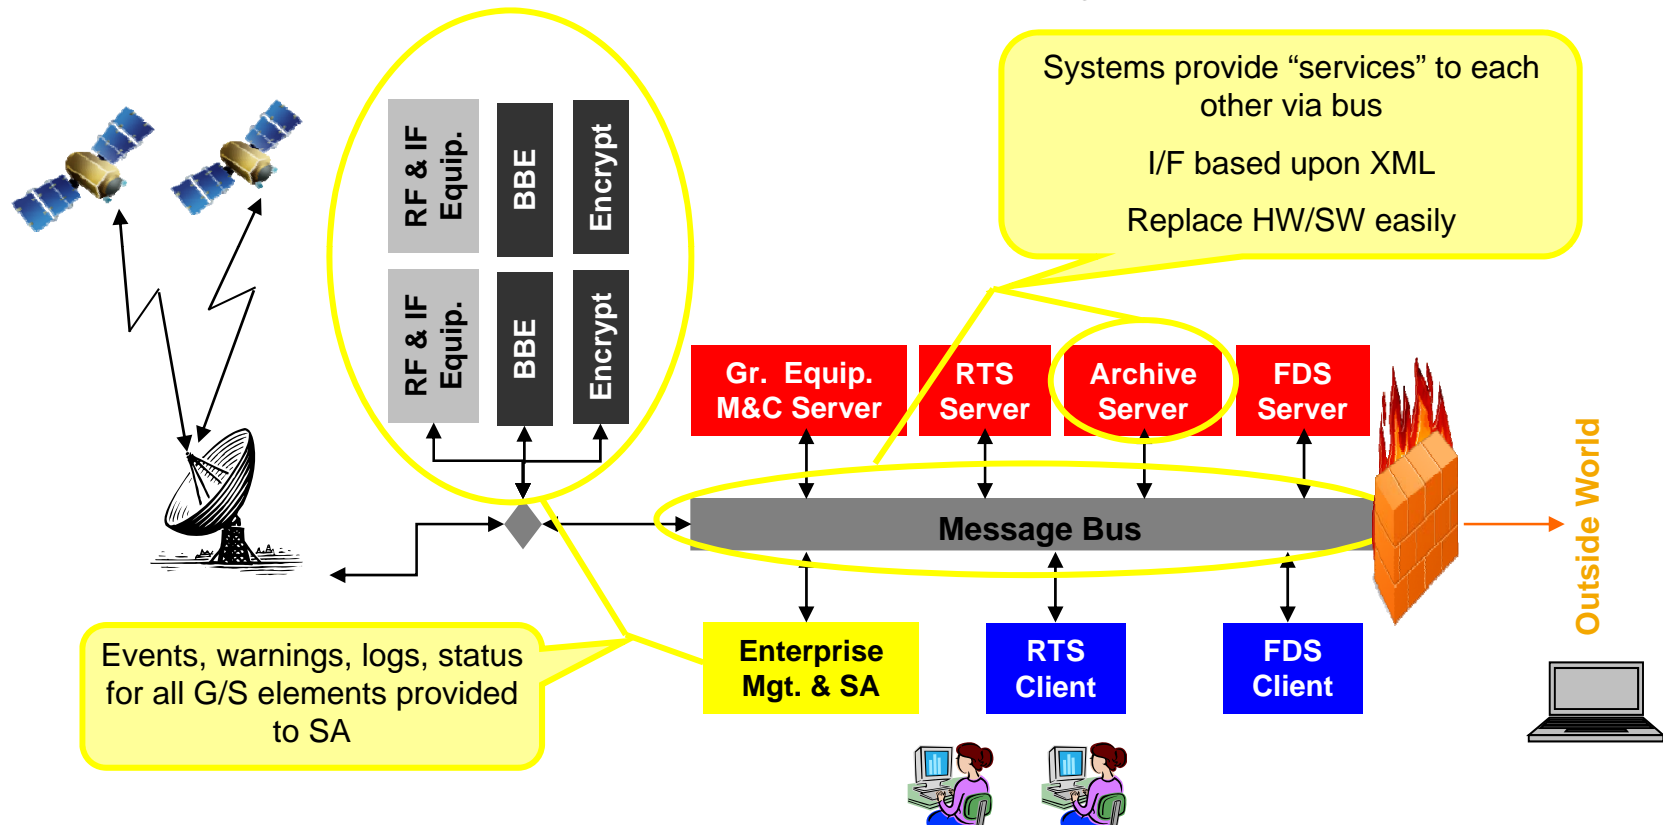 Systems provide “services” to each
other via bus
I/F based upon XML
Replace HW/SW easily
RF & IF
Equip.
BBE
Encrypt
RF & IF
Equip.
BBE
Encrypt
Gr. Equip.
M&C Server
RTS
Server
Archive
Server
FDS
Server
Message Bus
Outside World
Events, warnings, logs, status
for all G/S elements provided
to SA
Enterprise
Mgt. & SA
RTS
Client
FDS
Client